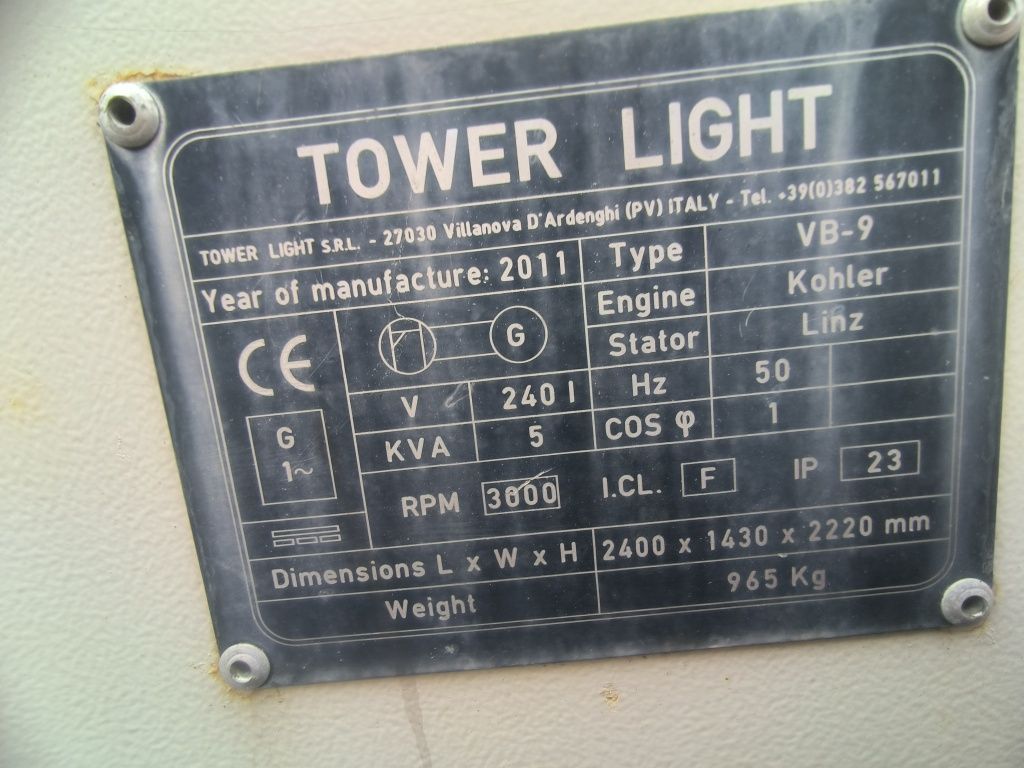 TOWER LIGHT
TOWER LIGHT S.R.L. - 27030 Villanova D'Ardenghi (PV) ITALY - Tel. +39(0)382 567011
Year of manufacture: 2011
Type VB-9
Engine Kohler
Stator Linz
CE
G
V 240 I
Hz 50
KVA 5
COS φ 1
G
1~
RPM 3000 I.CL. F IP 23
Dimensions L x W x H 2400 x 1430 x 2220 mm
Weight 965 Kg